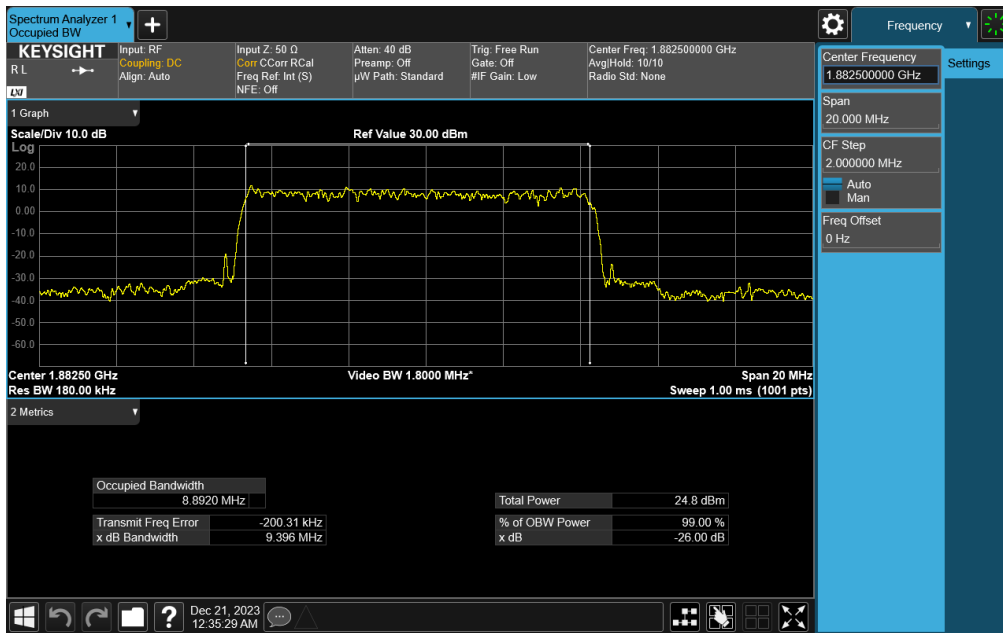 Spectrum Analyzer 1
Occupied BW
Frequency
KEYSIGHT
R L
LXI
Input: RF
Coupling: DC
Align: Auto
Input Z: 50 Ω
Corr CCorr RCal
Freq Ref: Int (S)
NFE: Off
Atten: 40 dB
Preamp: Off
µW Path: Standard
Trig: Free Run
Gate: Off
#IF Gain: Low
Center Freq: 1.882500000 GHz
Avg|Hold: 10/10
Radio Std: None
Center Frequency
1.882500000 GHz
Settings
Span
20.000 MHz
CF Step
2.000000 MHz
Auto
Man
Freq Offset
0 Hz
1 Graph
Scale/Div 10.0 dB
Ref Value 30.00 dBm
Log
20.0
10.0
0.00
-10.0
-20.0
-30.0
-40.0
-50.0
-60.0
Center 1.88250 GHz
Video BW 1.8000 MHz*
Span 20 MHz
Res BW 180.00 kHz
Sweep 1.00 ms (1001 pts)
2 Metrics
Occupied Bandwidth
8.8920 MHz
Transmit Freq Error -200.31 kHz
x dB Bandwidth 9.396 MHz
Total Power 24.8 dBm
% of OBW Power 99.00 %
x dB -26.00 dB
?
Dec 21, 2023
12:35:29 AM